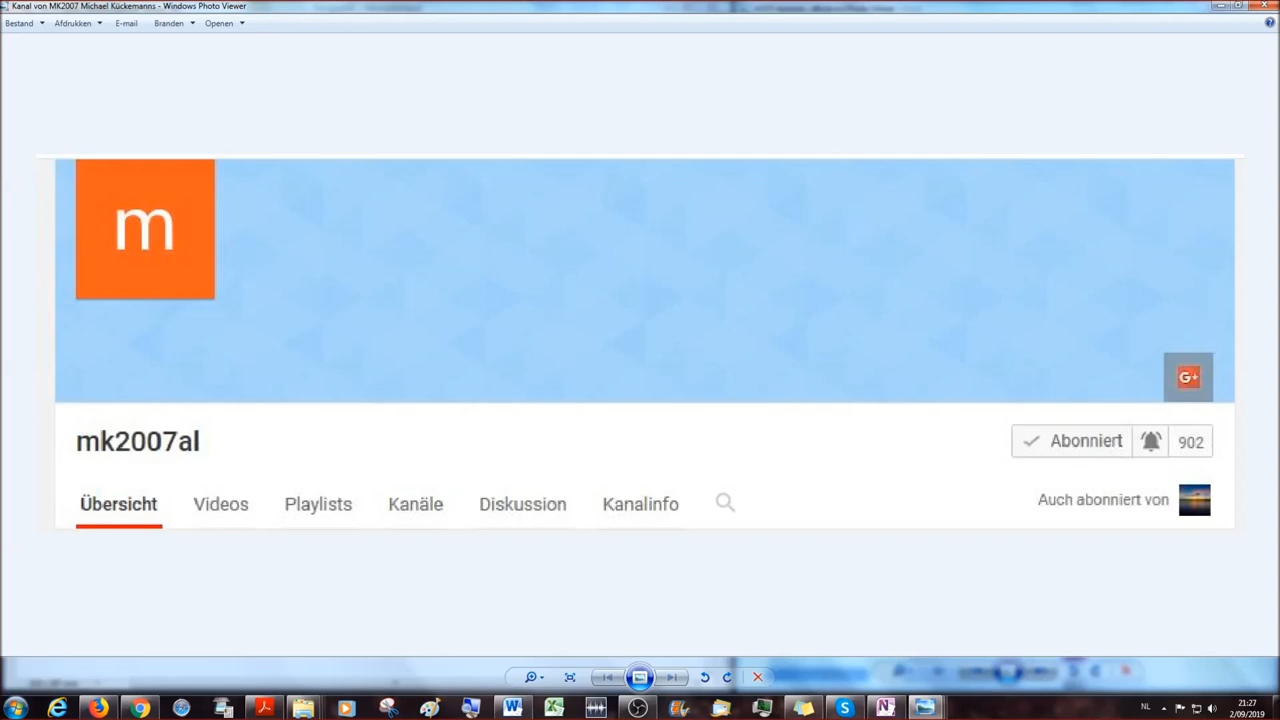 Kanal von MK2007 Michael Kückemanns - Windows Photo Viewer
Bestand Afdrukken E-mail Branden Openen
m
G+
mk2007al
Abonniert 902
Übersicht Videos Playlists Kanäle Diskussion Kanalinfo
Auch abonniert von
NL
21:27
2/09/2019